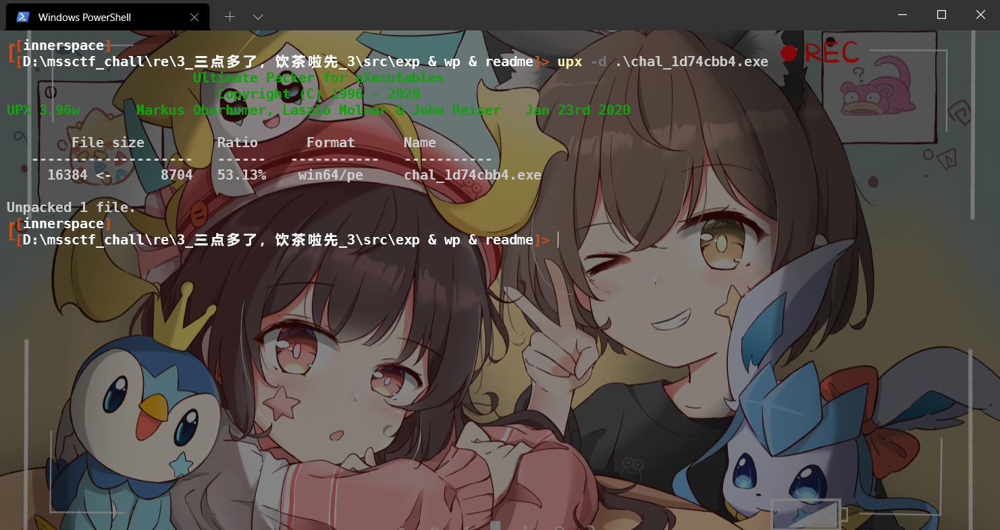 Windows PowerShell
[innerspace]
[D:\mssctf_chall\re\3_三点多了，饮茶啦先_3\src\exp & wp & readme]> upx -d .\chal_1d74cbb4.exe
REC
Ultimate Packer for eXecutables
Copyright (C) 1996 - 2020
UPX 3.96w Markus Oberhumer, Laszlo Molnar & John Reiser Jan 23rd 2020
File size Ratio Format Name
-------------------- ------ ----------- -----------
16384 <- 8704 53.13% win64/pe chal_1d74cbb4.exe
Unpacked 1 file.
[innerspace]
[D:\mssctf_chall\re\3_三点多了，饮茶啦先_3\src\exp & wp & readme]>